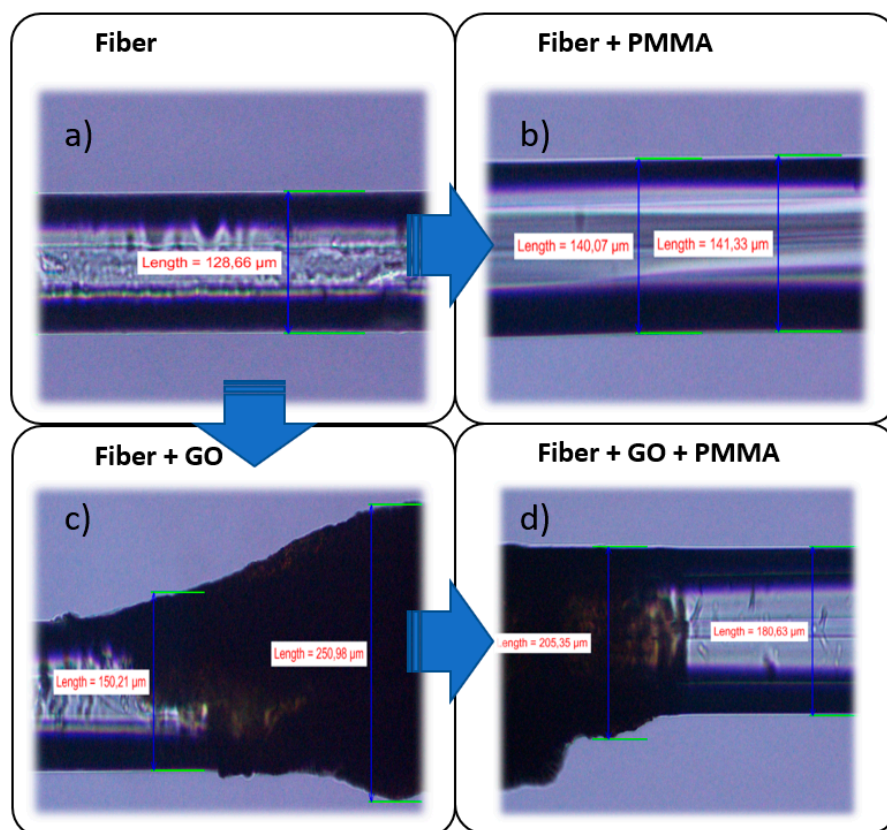 Fiber
Fiber + PMMA
a)
b)
Length = 128,66 µm
Length = 140,07 µm
Length = 141,33 µm
Fiber + GO
Fiber + GO + PMMA
c)
d)
Length = 150,21 µm
Length = 250,98 µm
Length = 205,35 µm
Length = 180,63 µm